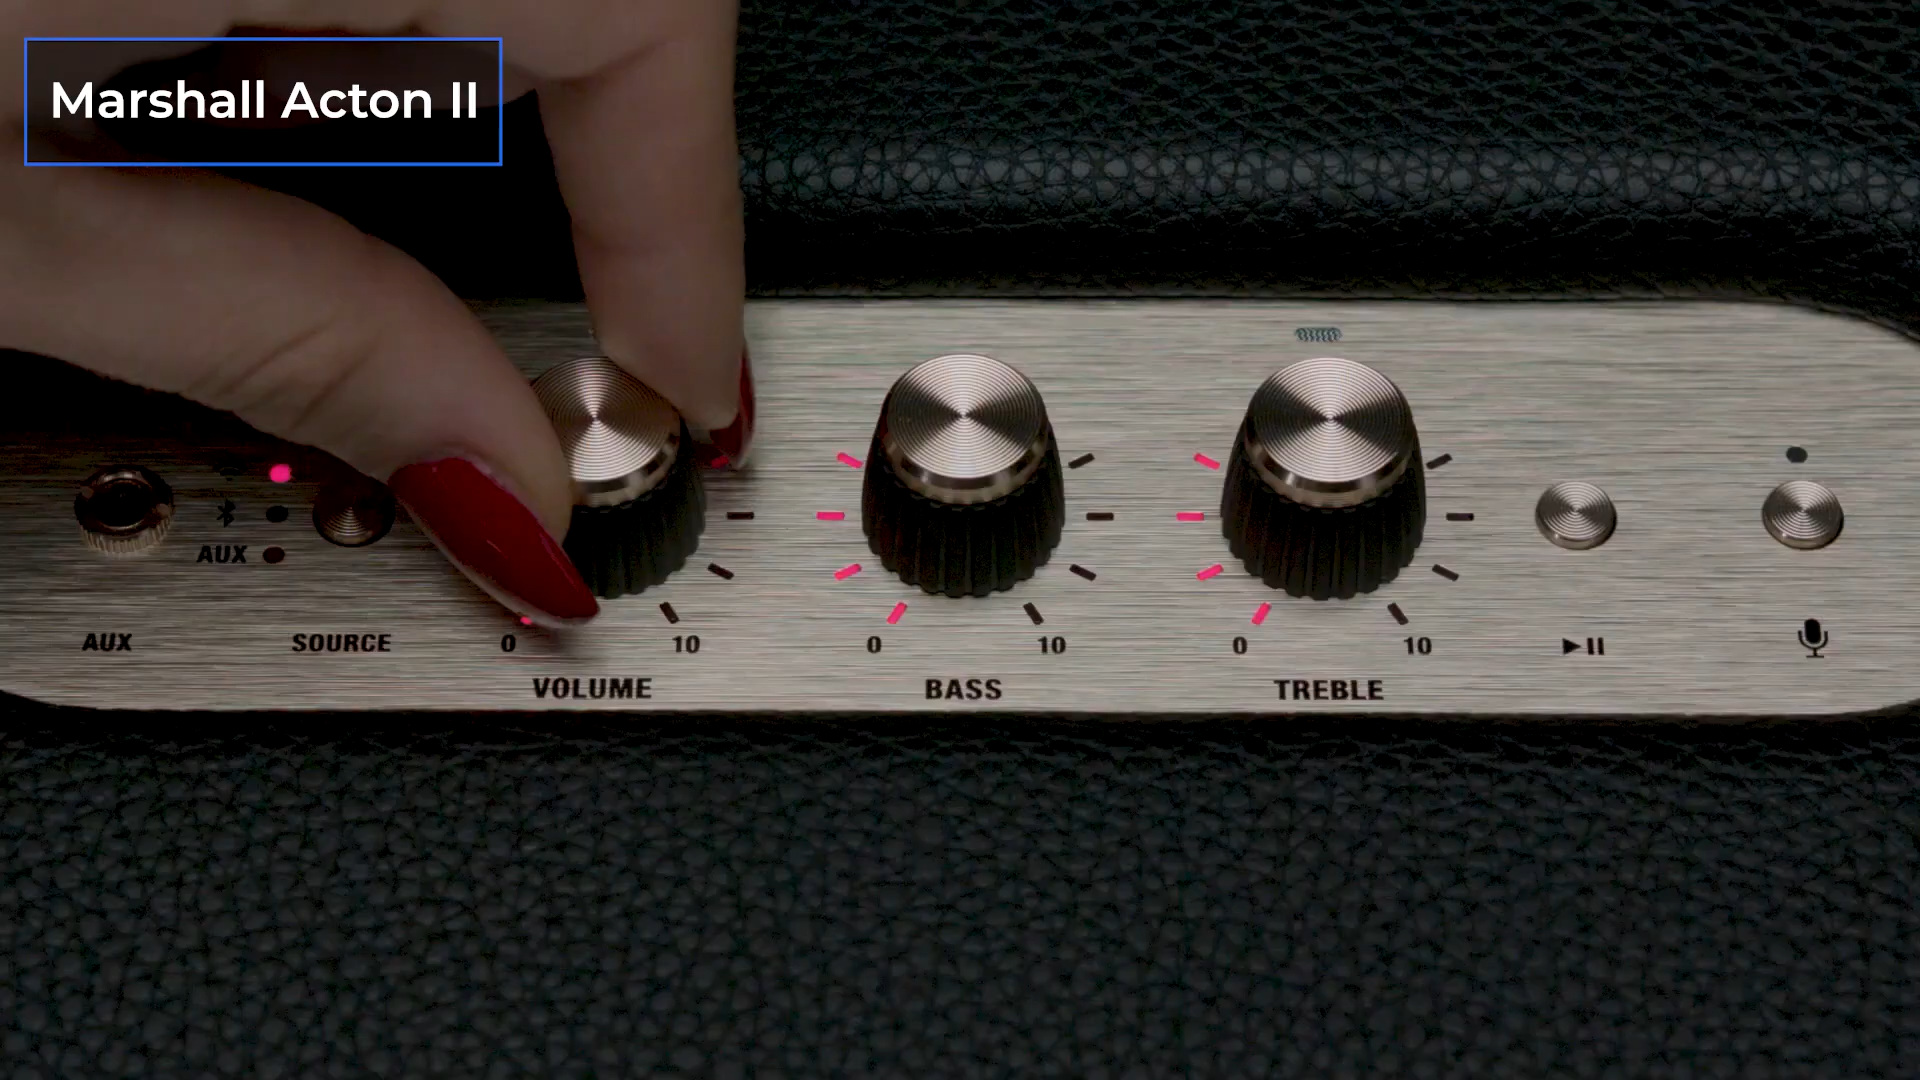 Marshall Acton II
AUX
AUX
SOURCE
0
10
VOLUME
0
10
BASS
0
10
TREBLE